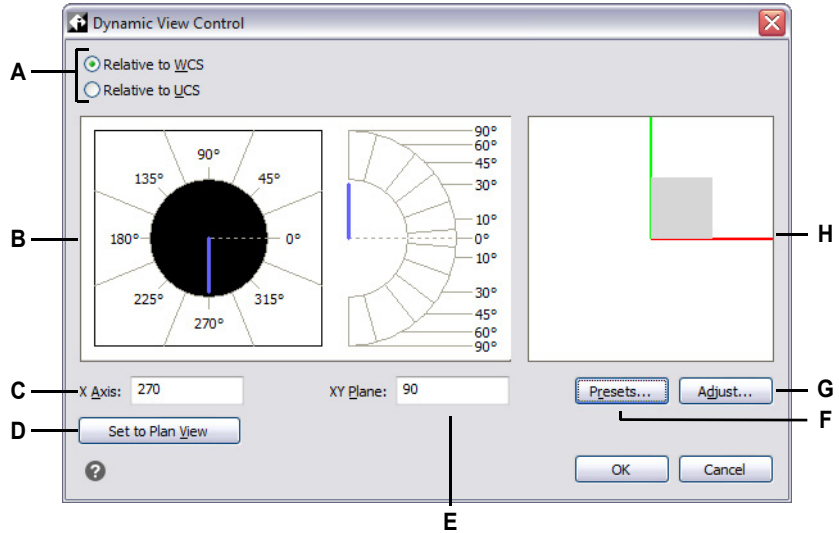 Dynamic View Control
A
Relative to WCS
Relative to UCS
B
90°
135°
45°
180°
0°
225°
315°
270°
90°
60°
45°
30°
10°
0°
10°
30°
45°
60°
90°
H
C
X Axis: 270
XY Plane: 90
Presets...
Adjust...
G
F
D
Set to Plan View
?
OK
Cancel
E